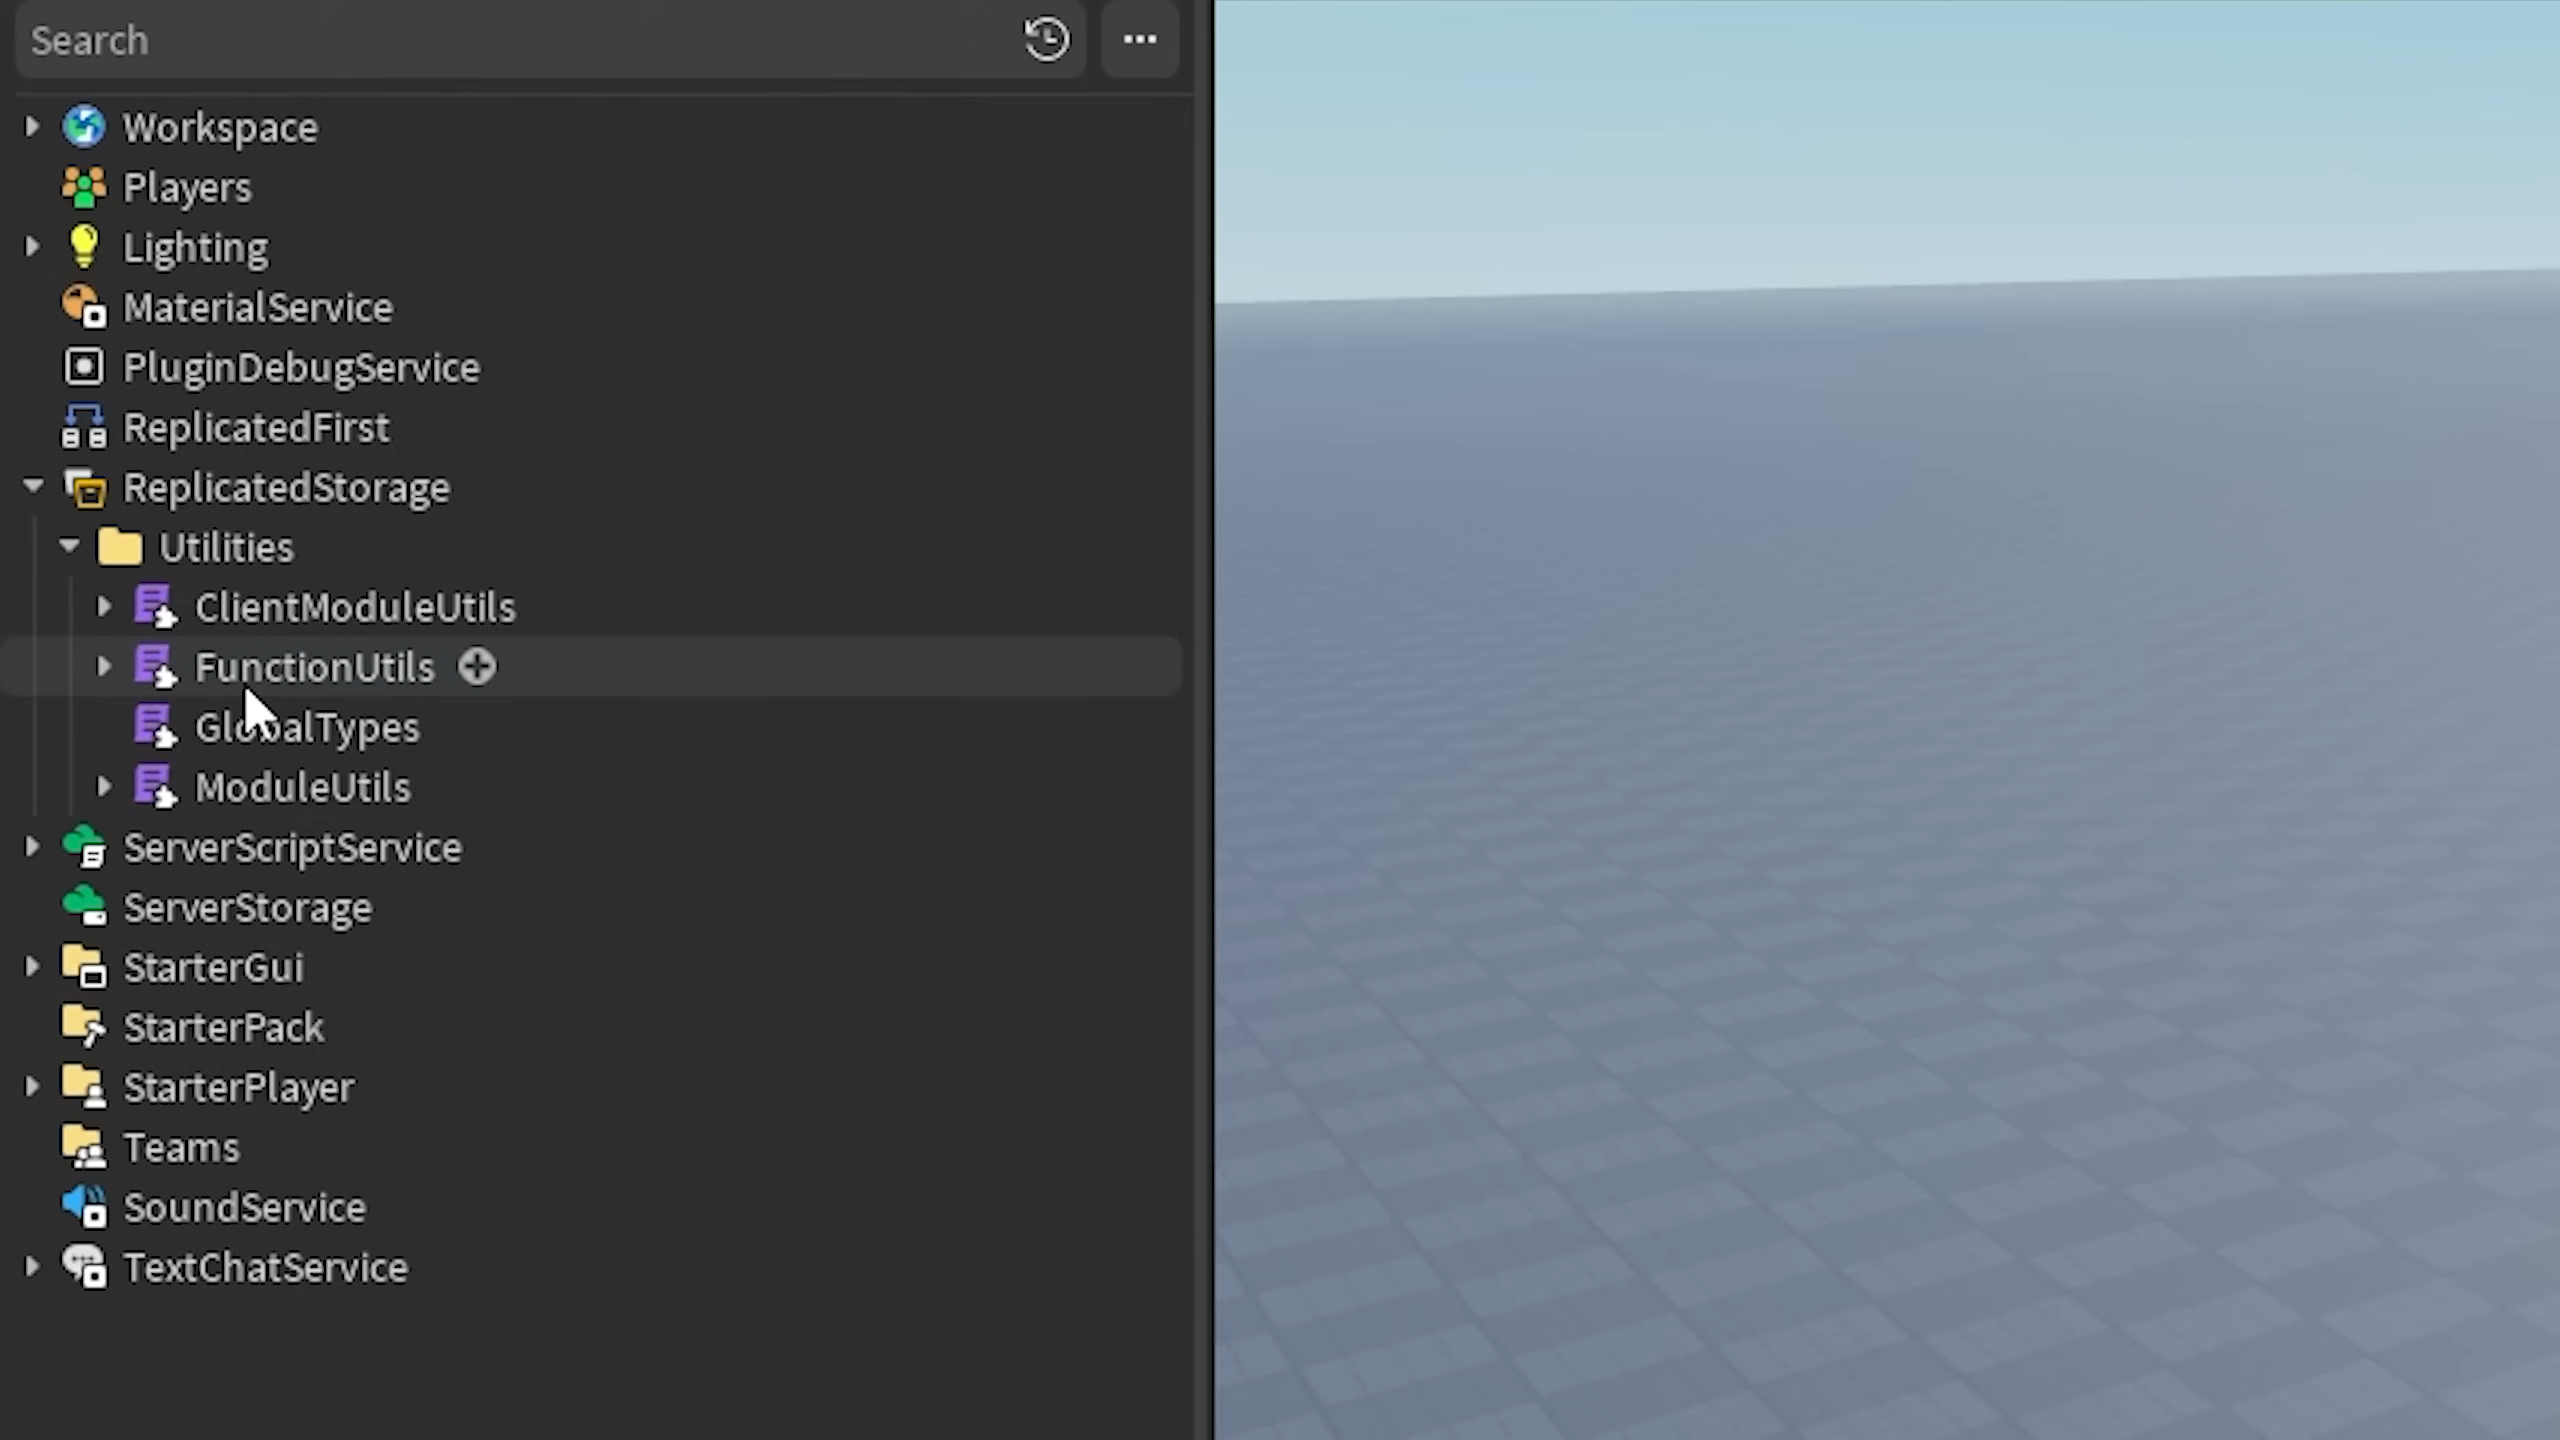 Search
Workspace
Players
Lighting
MaterialService
PluginDebugService
ReplicatedFirst
ReplicatedStorage
Utilities
ClientModuleUtils
FunctionUtils
GlobalTypes
ModuleUtils
ServerScriptService
ServerStorage
StarterGui
StarterPack
StarterPlayer
Teams
SoundService
TextChatService